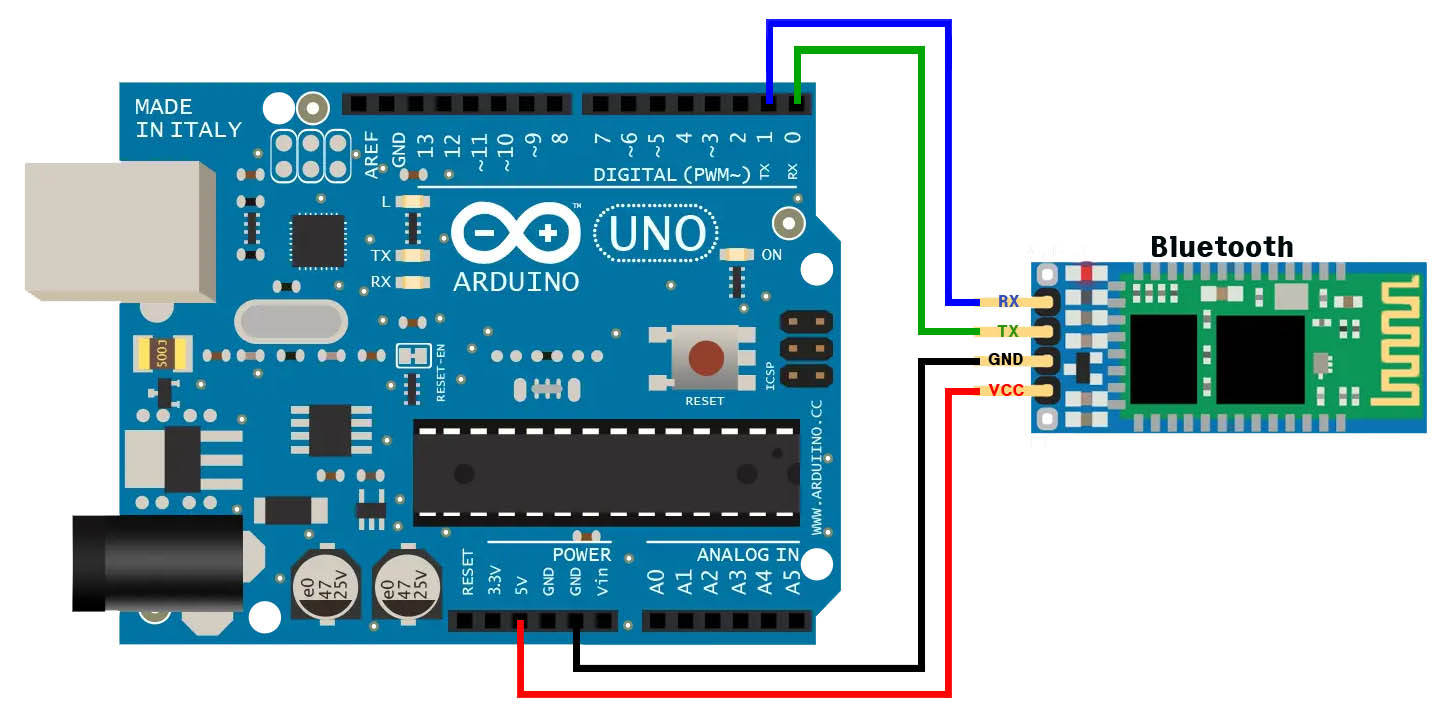 MADE
IN ITALY
AREF
GND
13
12
~11
~10
~9
8
7
~6
~5
4
~3
2
1
0
DIGITAL (PWM~)
TX
RX
L
TX
RX
™
UNO
ARDUINO
ON
RESET-EN
500J
RESET
ICSP
WWW.ARDUIINO.CC
e0
47
25V
e0
47
25V
POWER
RESET
3.3V
5V
GND
GND
Vin
ANALOG IN
A0
A1
A2
A3
A4
A5
Bluetooth
RX
TX
GND
VCC